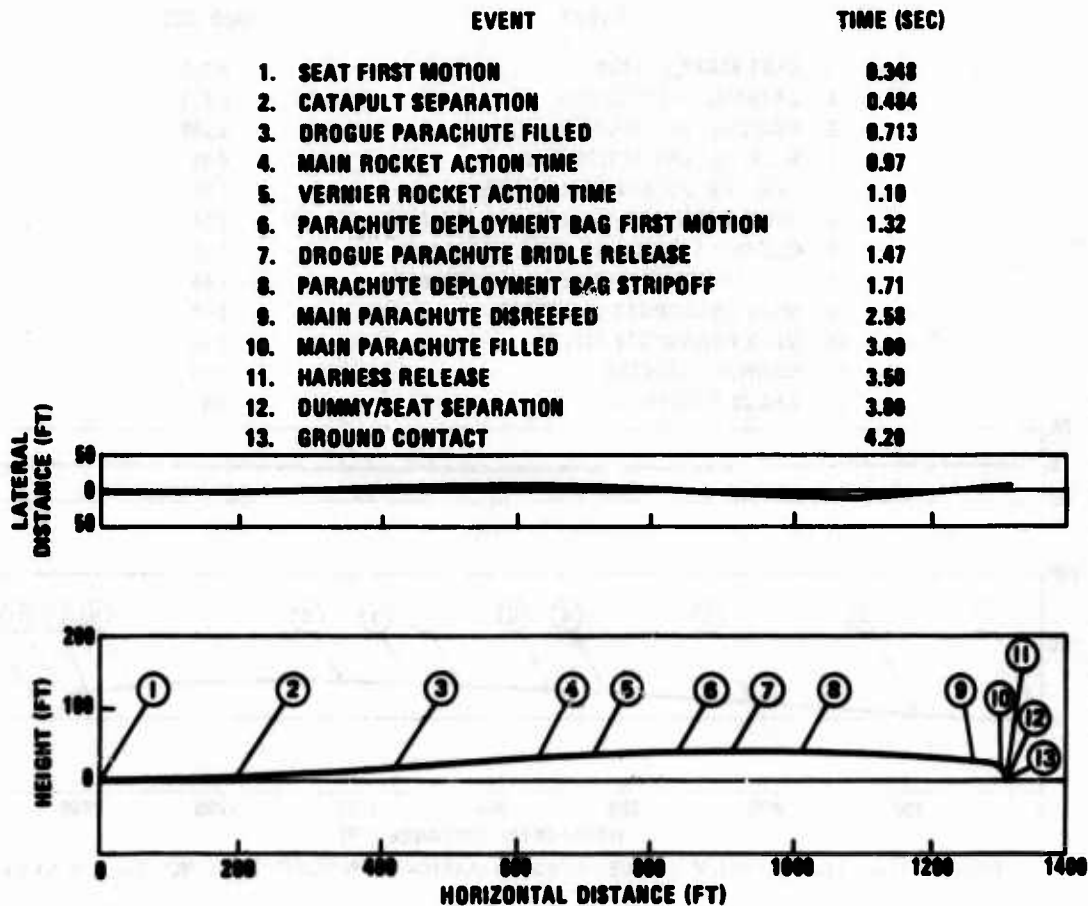 EVENT TIME (SEC)
1. SEAT FIRST MOTION 0.348
2. CATAPULT SEPARATION 0.484
3. DROGUE PARACHUTE FILLED 0.713
4. MAIN ROCKET ACTION TIME 0.97
5. VERNIER ROCKET ACTION TIME 1.10
6. PARACHUTE DEPLOYMENT BAG FIRST MOTION 1.32
7. DROGUE PARACHUTE BRIDLE RELEASE 1.47
8. PARACHUTE DEPLOYMENT BAG STRIPOFF 1.71
9. MAIN PARACHUTE DISREEFED 2.58
10. MAIN PARACHUTE FILLED 3.00
11. HARNESS RELEASE 3.50
12. DUMMY/SEAT SEPARATION 3.80
13. GROUND CONTACT 4.20
LATERAL
DISTANCE (FT)
50
0
50
HEIGHT (FT)
200
100
0
1 2 3 4 5 6 7 8 9 10 11 12 13
0 200 400 600 800 1000 1200 1400
HORIZONTAL DISTANCE (FT)